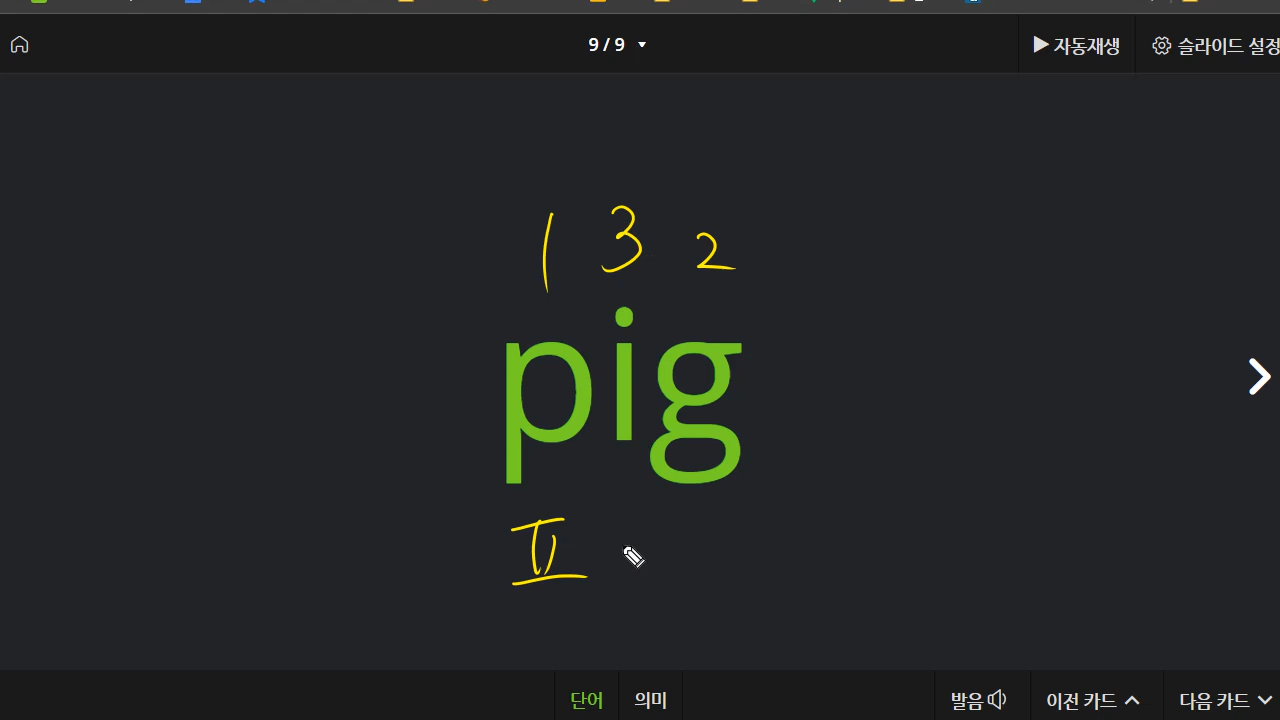 9 / 9
자동재생
슬라이드 설정
1 3 2
pig
ㅍ
단어
의미
발음
이전 카드
다음 카드